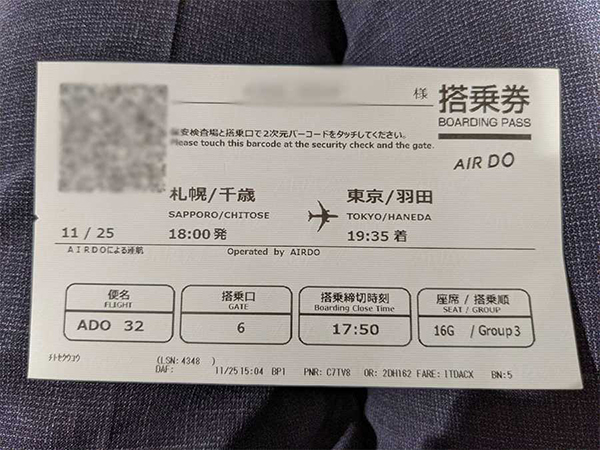 様
搭乗券
BOARDING PASS
安検査場と搭乗口で2次元バーコードをタッチしてください。
Please touch this barcode at the security check and the gate.
AIR DO
札幌/千歳 東京/羽田
SAPPORO/CHITOSE TOKYO/HANEDA
11/25 18:00発 19:35 着
AIRDOによる運航 Operated by AIRDO
便名 搭乗口 搭乗締切時刻 座席 / 搭乗順
FLIGHT GATE Boarding Close Time SEAT / GROUP
ADO 32 6 17:50 16G / Group3
(LSN: 4348 )
DAF: 11/25 15:04 BP1 PNR: C7TV8 OR: 2DH162 FARE: 1TDACX BN:5